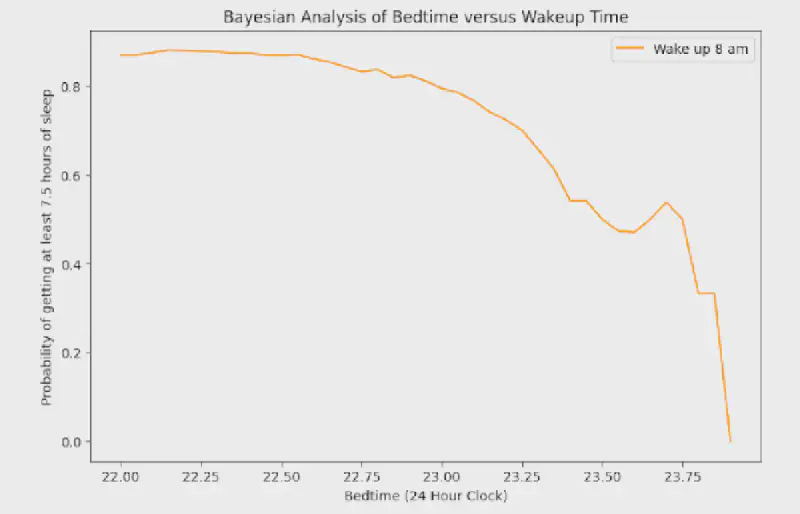 Bayesian Analysis of Bedtime versus Wakeup Time
Wake up 8 am
Probability of getting at least 7.5 hours of sleep
0.8
0.6
0.4
0.2
0.0
22.00 22.25 22.50 22.75 23.00 23.25 23.50 23.75
Bedtime (24 Hour Clock)